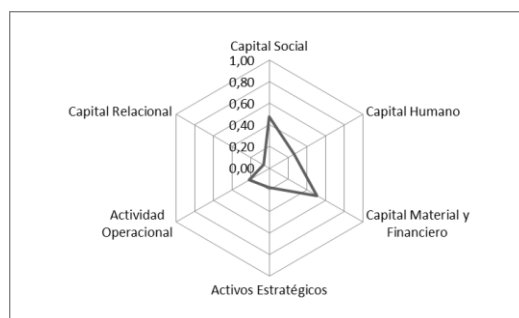 Capital Social
1,00
0,80
0,60
0,40
0,20
0,00
Capital Relacional
Capital Humano
Actividad
Operacional
Capital Material y
Financiero
Activos Estratégicos